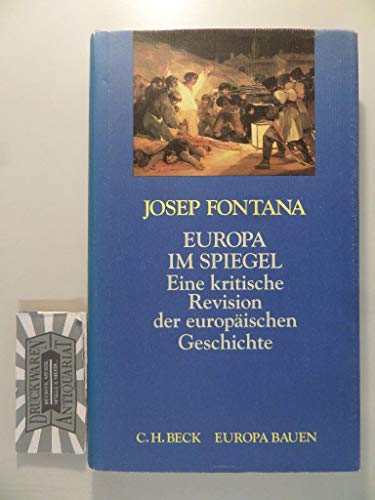 JOSEP FONTANA
EUROPA
IM SPIEGEL
Eine kritische
Revision
der europäischen
Geschichte
C.H.BECK EUROPA BAUEN
DRUCKWAREN
ANTIQUARIAT